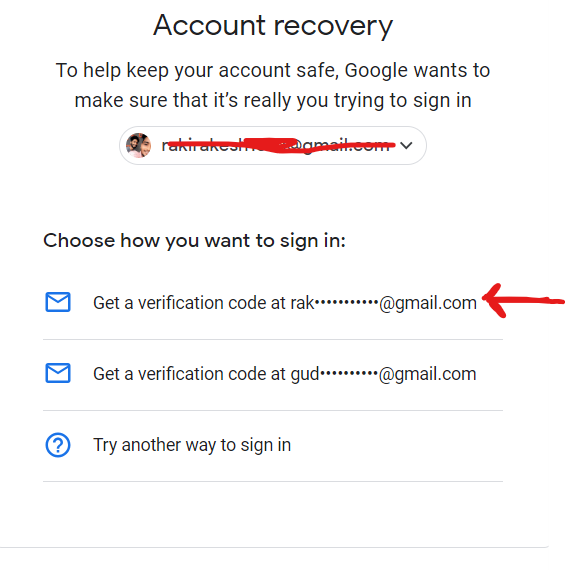 Account recovery
To help keep your account safe, Google wants to
make sure that it's really you trying to sign in
@gmail.com
Choose how you want to sign in:
Get a verification code at rak•••••••••••@gmail.com
Get a verification code at gud••••••••••@gmail.com
Try another way to sign in